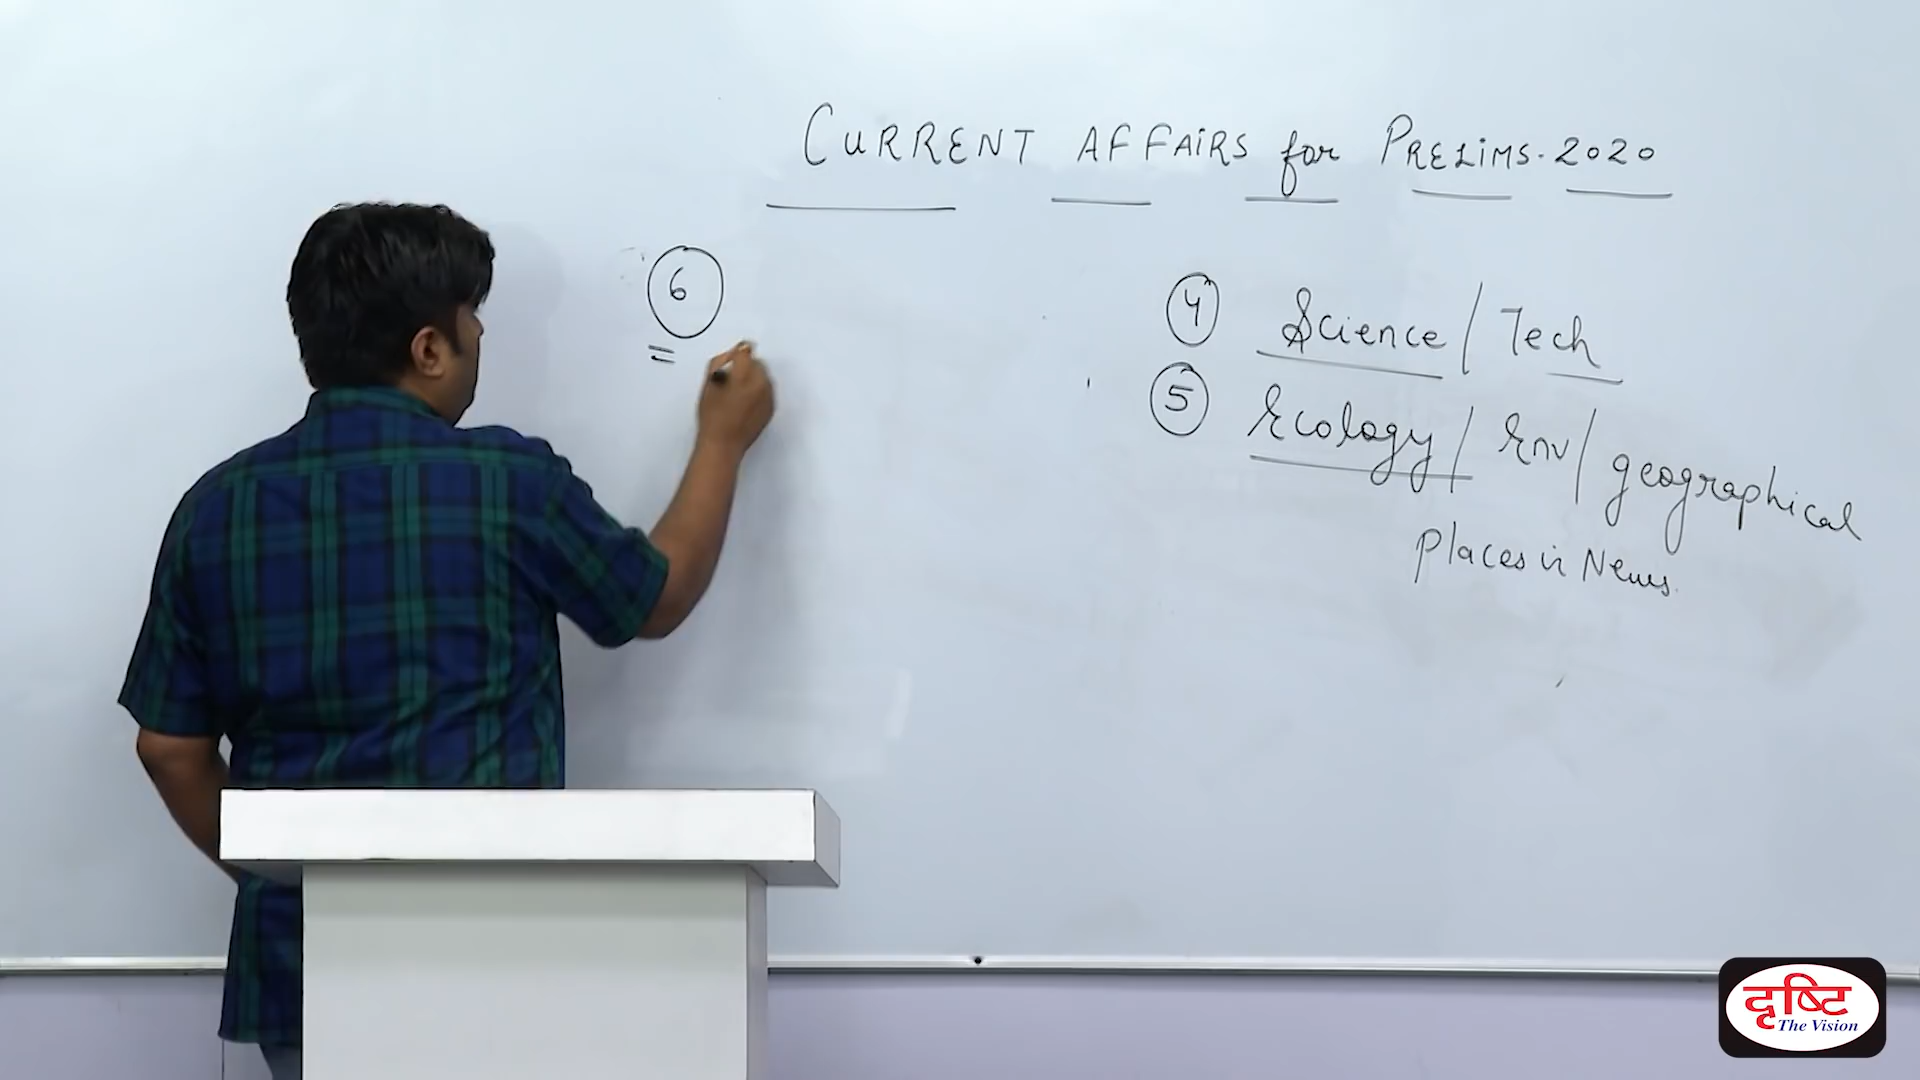 CURRENT AFFAIRS for PRELIMS. 2020
6
4 Science / Tech
5 Ecology / Env / geographical
places in News.
दृष्टि
The Vision